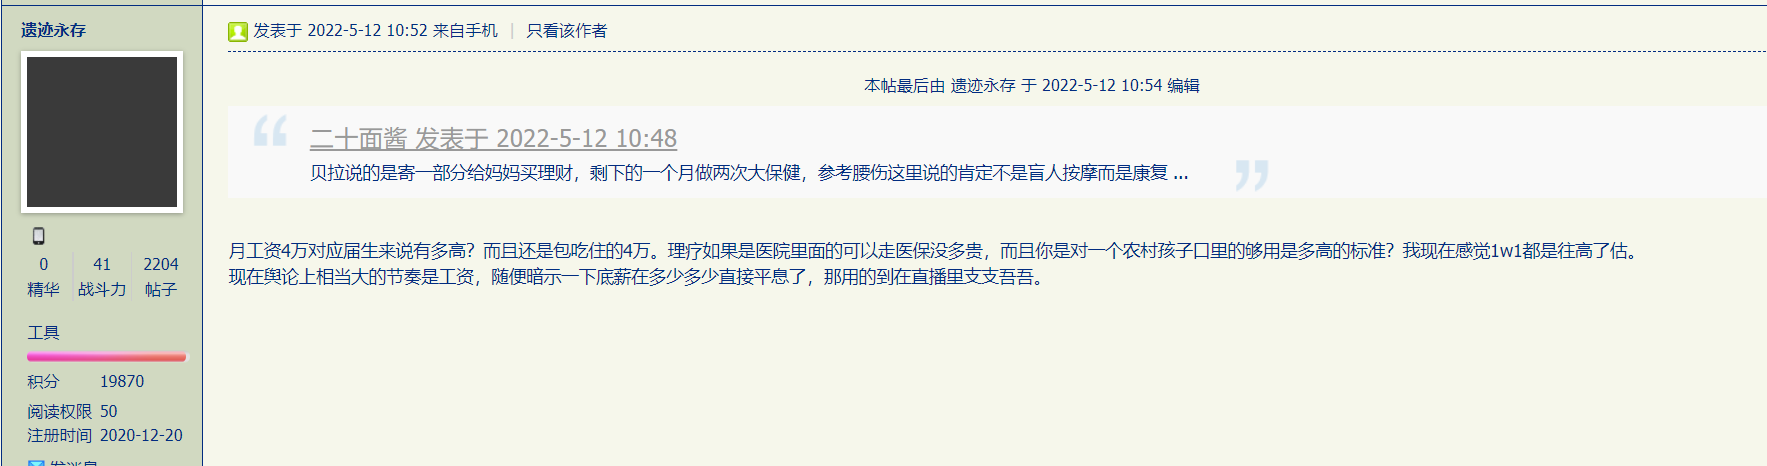 遗迹永存
发表于 2022-5-12 10:52 来自手机 | 只看该作者
本帖最后由 遗迹永存 于 2022-5-12 10:54 编辑
二十面酱 发表于 2022-5-12 10:48
贝拉说的是寄一部分给妈妈买理财，剩下的一个月做两次大保健，参考腰伤这里说的肯定不是盲人按摩而是康复 ...
月工资4万对应届生来说有多高？而且还是包吃住的4万。理疗如果是医院里面的可以走医保没多贵，而且你是对一个农村孩子口里的够用是多高的标准？我现在感觉1w1都是往高了估。
现在舆论上相当大的节奏是工资，随便暗示一下底薪在多少多少直接平息了，那用的到在直播里支支吾吾。
0 41 2204
精华 战斗力 帖子
工具
积分 19870
阅读权限 50
注册时间 2020-12-20
发消息